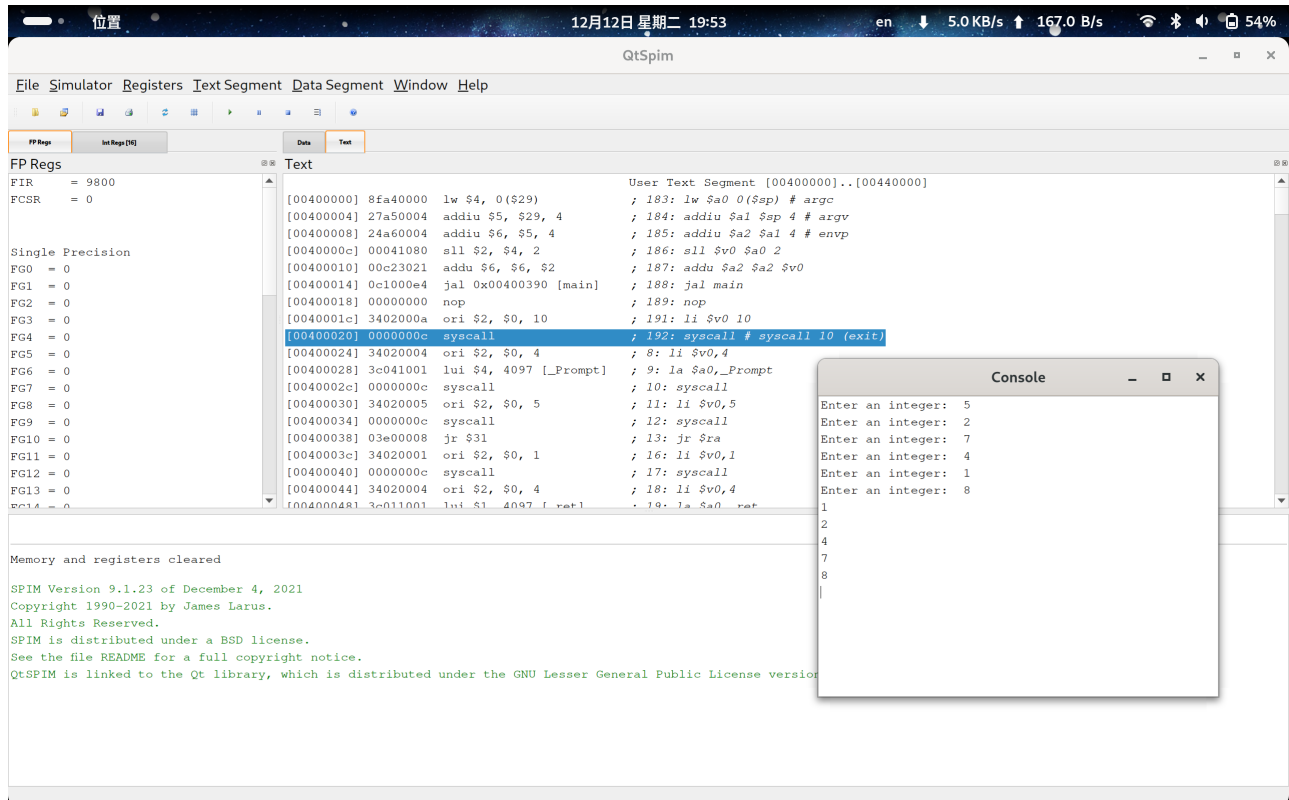 位置 12月12日 星期二 19:53 en 5.0 KB/s 167.0 B/s 54%
QtSpim
File Simulator Registers Text Segment Data Segment Window Help
FP Regs Int Regs [16] Data Text
FP Regs
FIR = 9800
FCSR = 0
Single Precision
FG0 = 0
FG1 = 0
FG2 = 0
FG3 = 0
FG4 = 0
FG5 = 0
FG6 = 0
FG7 = 0
FG8 = 0
FG9 = 0
FG10 = 0
FG11 = 0
FG12 = 0
FG13 = 0
FG14 = 0
Text
User Text Segment [00400000]..[00440000]
[00400000] 8fa40000 lw $4, 0($29) ; 183: lw $a0 0($sp) # argc
[00400004] 27a50004 addiu $5, $29, 4 ; 184: addiu $a1 $sp 4 # argv
[00400008] 24a60004 addiu $6, $5, 4 ; 185: addiu $a2 $a1 4 # envp
[0040000c] 00041080 sll $2, $4, 2 ; 186: sll $v0 $a0 2
[00400010] 00c23021 addu $6, $6, $2 ; 187: addu $a2 $a2 $v0
[00400014] 0c1000e4 jal 0x00400390 [main] ; 188: jal main
[00400018] 00000000 nop ; 189: nop
[0040001c] 3402000a ori $2, $0, 10 ; 191: li $v0 10
[00400020] 0000000c syscall ; 192: syscall # syscall 10 (exit)
[00400024] 34020004 ori $2, $0, 4 ; 8: li $v0,4
[00400028] 3c041001 lui $4, 4097 [_Prompt] ; 9: la $a0,_Prompt
[0040002c] 0000000c syscall ; 10: syscall
[00400030] 34020005 ori $2, $0, 5 ; 11: li $v0,5
[00400034] 0000000c syscall ; 12: syscall
[00400038] 03e00008 jr $31 ; 13: jr $ra
[0040003c] 34020001 ori $2, $0, 1 ; 16: li $v0,1
[00400040] 0000000c syscall ; 17: syscall
[00400044] 34020004 ori $2, $0, 4 ; 18: li $v0,4
[00400048] 3c011001 lui $1, 4097 [_ret] ; 19: la $a0,_ret
Console
Enter an integer: 5
Enter an integer: 2
Enter an integer: 7
Enter an integer: 4
Enter an integer: 1
Enter an integer: 8
1
2
4
7
8
Memory and registers cleared
SPIM Version 9.1.23 of December 4, 2021
Copyright 1990-2021 by James Larus.
All Rights Reserved.
SPIM is distributed under a BSD license.
See the file README for a full copyright notice.
QtSPIM is linked to the Qt library, which is distributed under the GNU Lesser General Public License versio